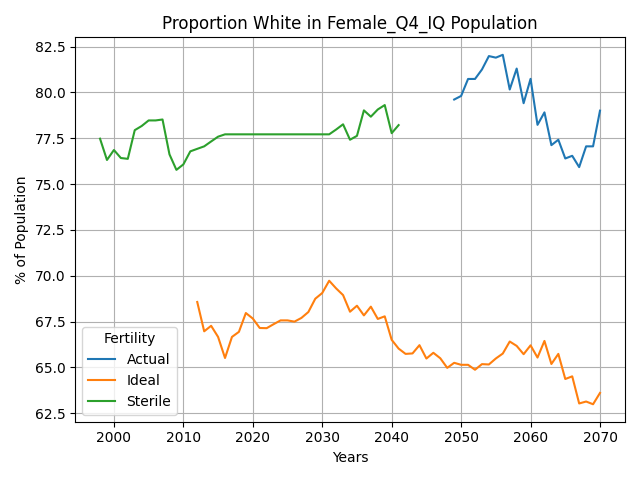 Proportion White in Female_Q4_IQ Population
% of Population
82.5
80.0
77.5
75.0
72.5
70.0
67.5
65.0
62.5
Fertility
Actual
Ideal
Sterile
2000
2010
2020
2030
2040
2050
2060
2070
Years